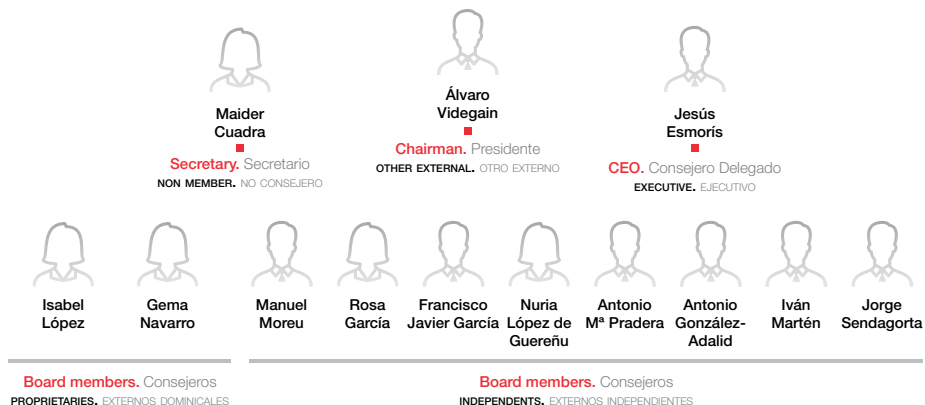 Maider
Cuadra
Secretary. Secretario
NON MEMBER. NO CONSEJERO
Álvaro
Videgain
Chairman. Presidente
OTHER EXTERNAL. OTRO EXTERNO
Jesús
Esmorís
CEO. Consejero Delegado
EXECUTIVE. EJECUTIVO
Isabel
López
Gema
Navarro
Manuel
Moreu
Rosa
García
Francisco
Javier García
Nuria
López de
Guereñu
Antonio
Mª Pradera
Antonio
González-
Adalid
Iván
Martén
Jorge
Sendagorta
Board members. Consejeros
PROPRIETARIES. EXTERNOS DOMINICALES
Board members. Consejeros
INDEPENDENTS. EXTERNOS INDEPENDIENTES